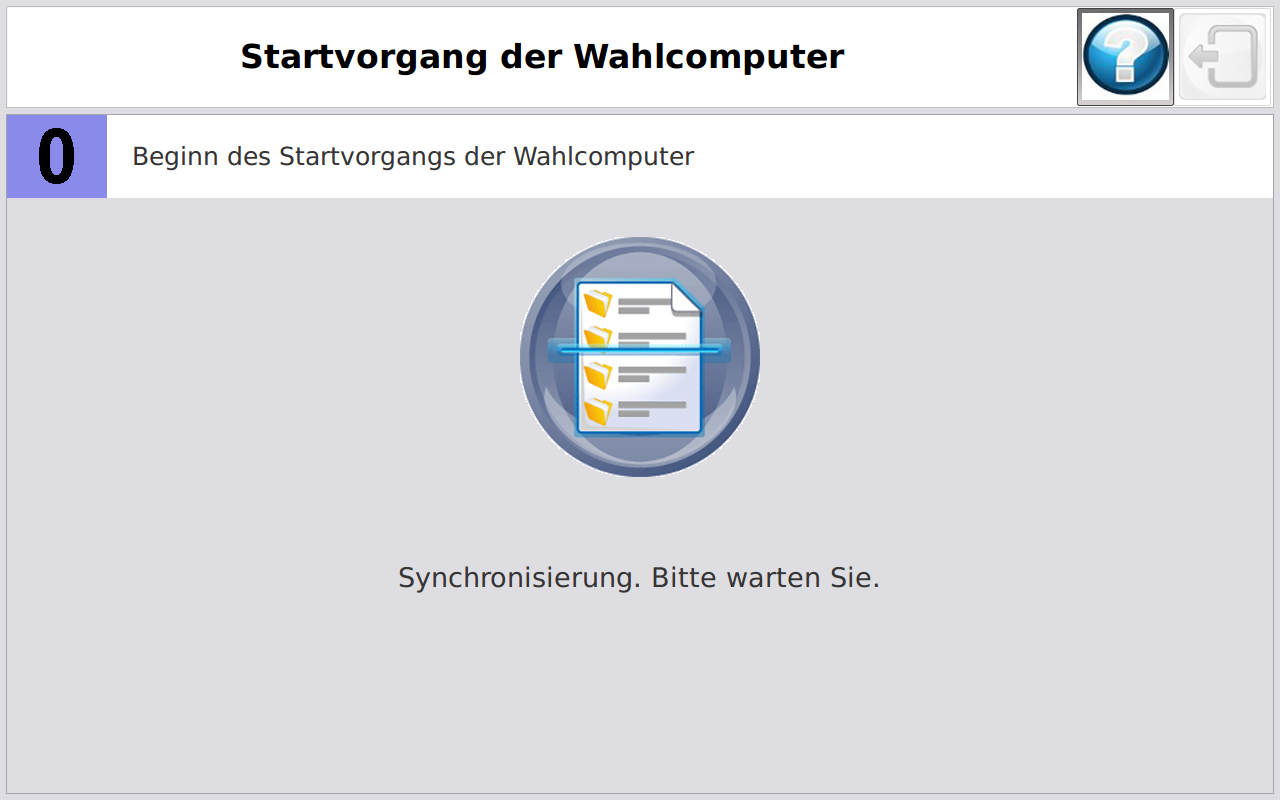 Startvorgang der Wahlcomputer
0
Beginn des Startvorgangs der Wahlcomputer
Synchronisierung. Bitte warten Sie.